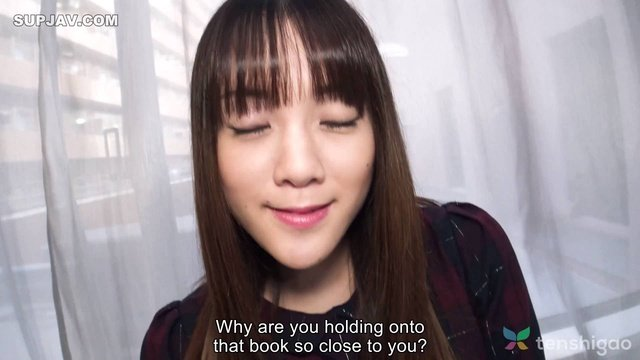 SUPJAV.COM
Why are you holding onto
that book so close to you?
tenshigao